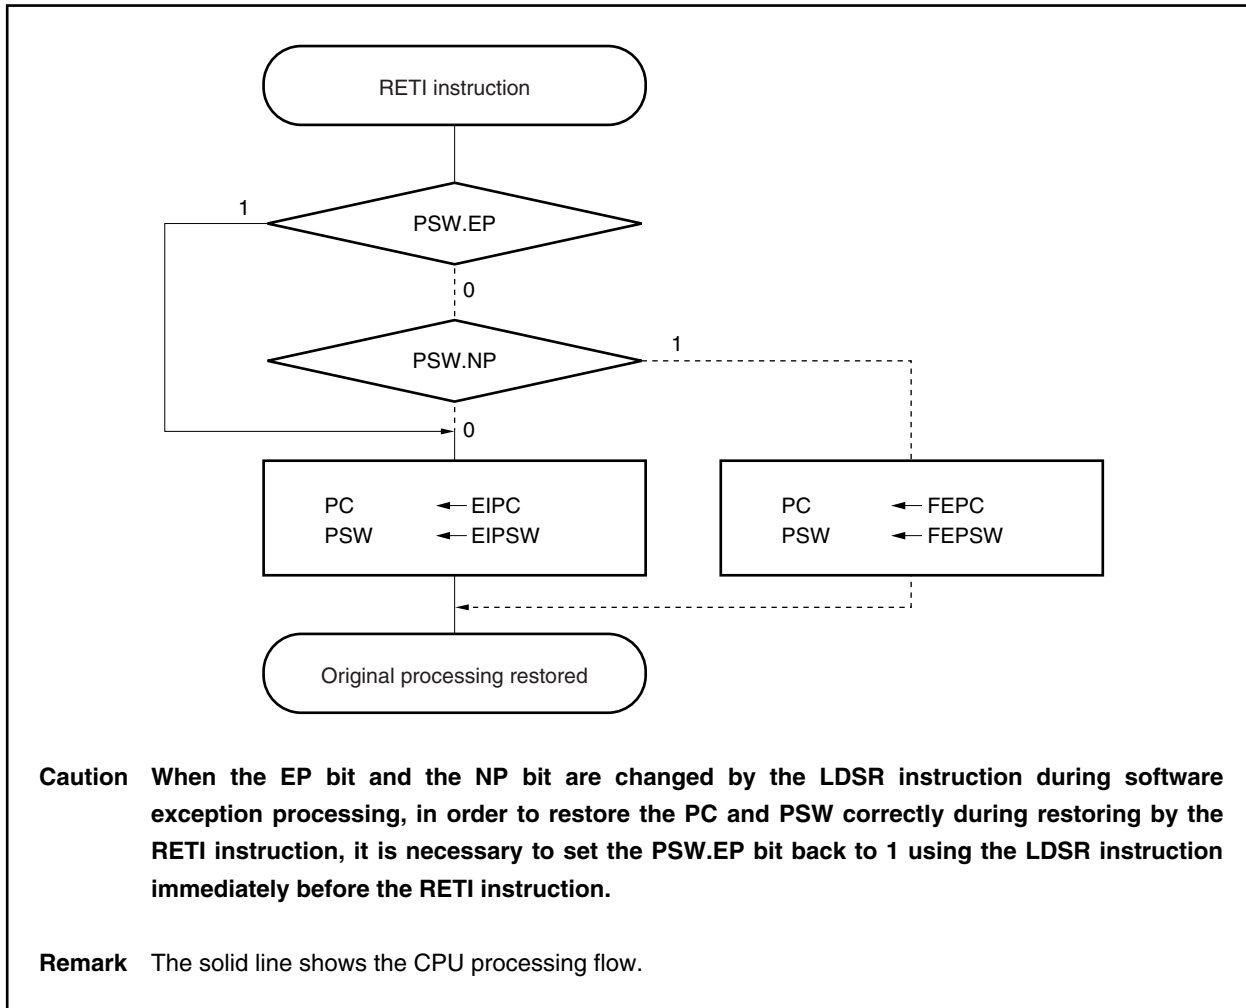 RETI instruction
1
PSW.EP
0
PSW.NP
1
0
PC ← EIPC
PSW ← EIPSW
PC ← FEPC
PSW ← FEPSW
Original processing restored
Caution When the EP bit and the NP bit are changed by the LDSR instruction during software
exception processing, in order to restore the PC and PSW correctly during restoring by the
RETI instruction, it is necessary to set the PSW.EP bit back to 1 using the LDSR instruction
immediately before the RETI instruction.
Remark The solid line shows the CPU processing flow.